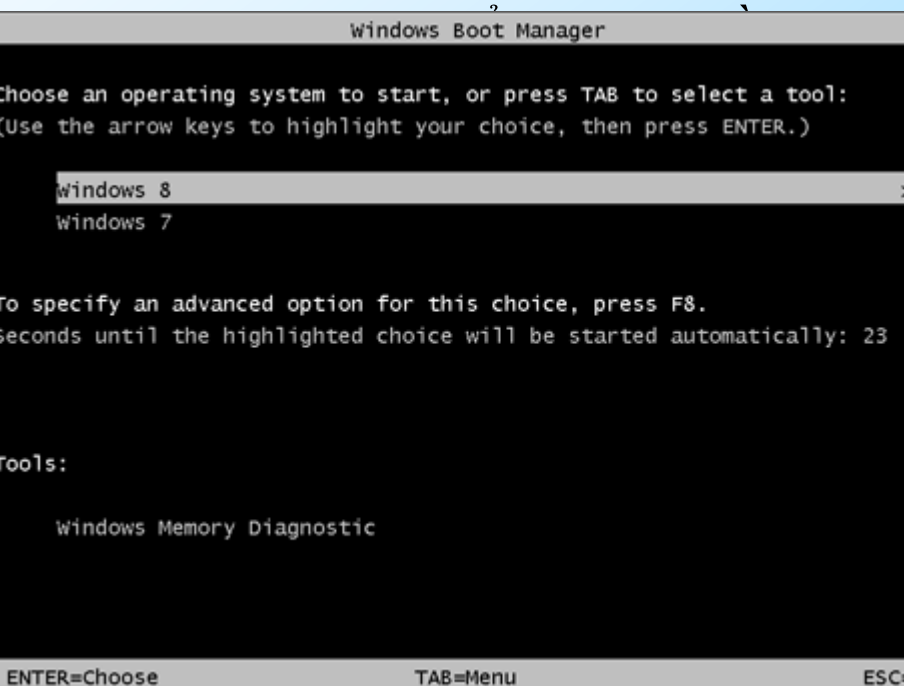 Windows Boot Manager
Choose an operating system to start, or press TAB to select a tool:
(Use the arrow keys to highlight your choice, then press ENTER.)
Windows 8
Windows 7
To specify an advanced option for this choice, press F8.
Seconds until the highlighted choice will be started automatically: 23
Tools:
Windows Memory Diagnostic
ENTER=Choose TAB=Menu ESC=